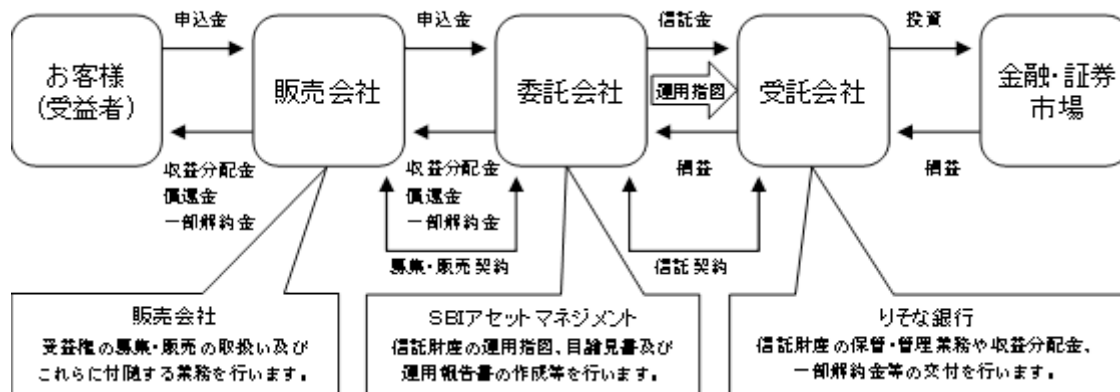 申込金
申込金
信託金
投資
お客様
(受益者)
販売会社
委託会社
運用指図
受託会社
金融・証券
市場
収益分配金
償還金
一部解約金
収益分配金
償還金
一部解約金
損益
損益
募集・販売契約
信託契約
販売会社
受益権の募集・販売の取扱い及び
これらに付随する業務を行います。
SBIアセットマネジメント
信託財産の運用指図、目論見書及び
運用報告書の作成等を行います。
りそな銀行
信託財産の保管・管理業務や収益分配金、
一部解約金等の交付を行います。